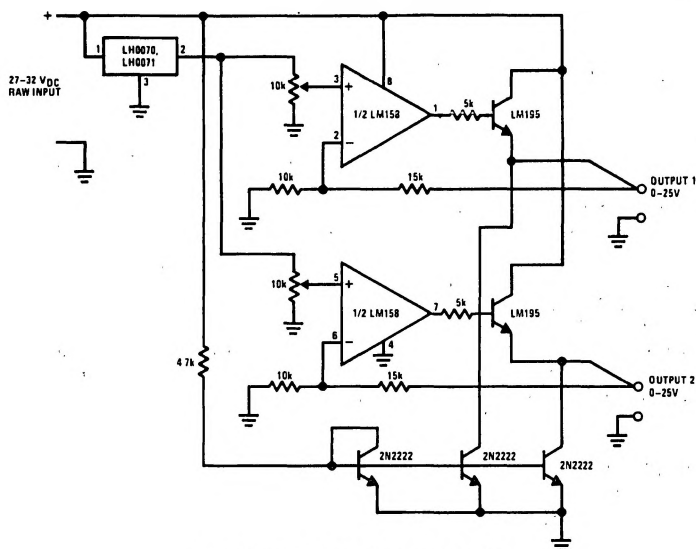 +
27–32 VDC
RAW INPUT
1
LH0070,
LH0071
2
3
10k
3
+
8
1/2 LM158
1
2
−
5k
LM195
10k
15k
OUTPUT 1
0–25V
10k
5
+
1/2 LM158
7
6
−
4
5k
LM195
4 7k
10k
15k
OUTPUT 2
0–25V
2N2222
2N2222
2N2222